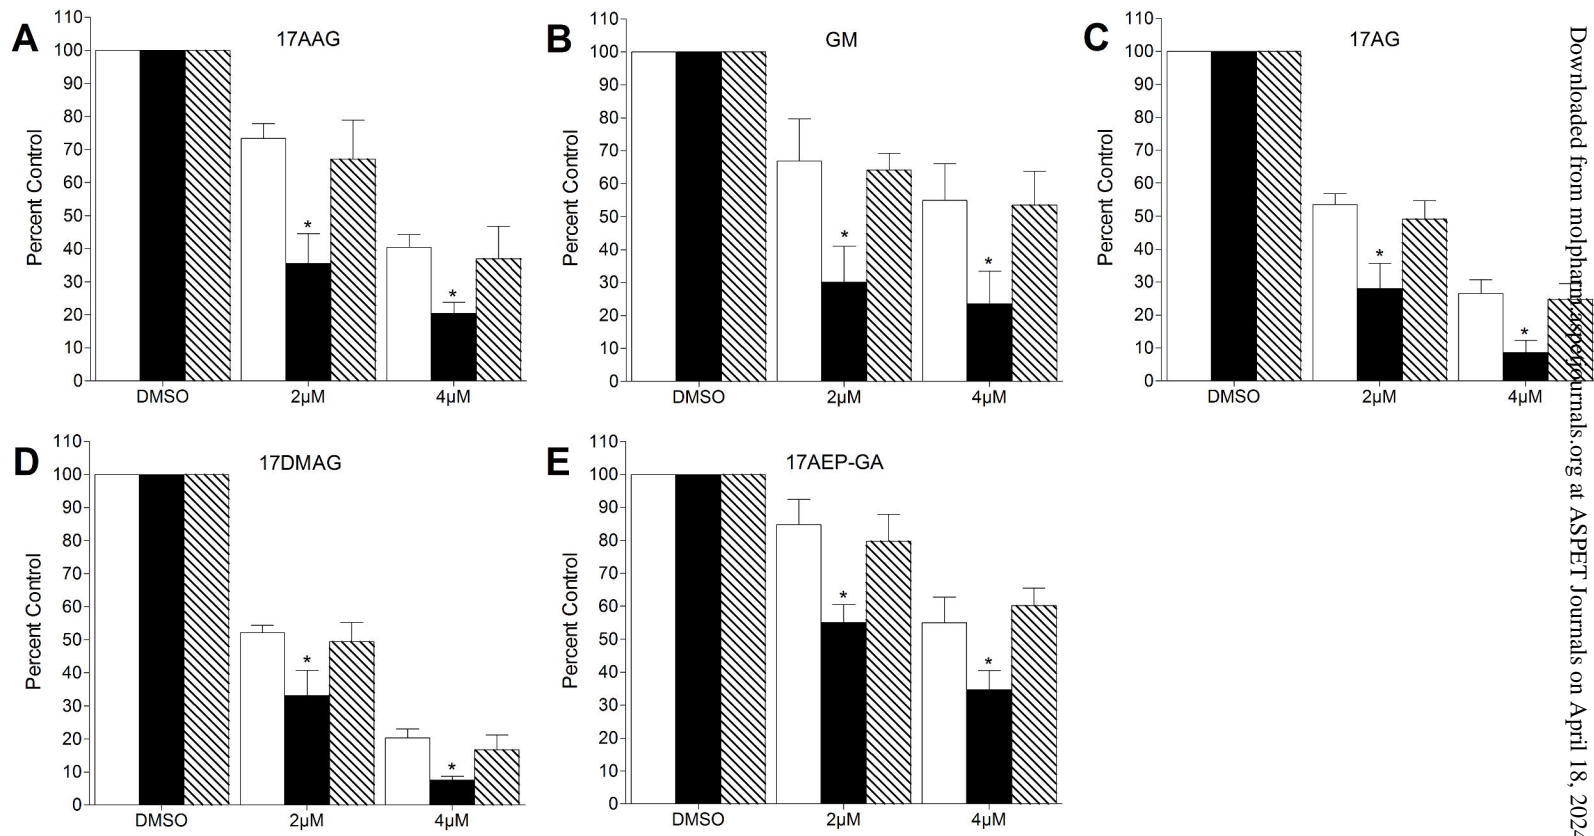 A
17AAG
Percent Control
110
100
90
80
70
60
50
40
30
20
10
0
*
*
DMSO
2µM
4µM
B
GM
Percent Control
110
100
90
80
70
60
50
40
30
20
10
0
*
*
DMSO
2µM
4µM
C
17AG
Percent Control
110
100
90
80
70
60
50
40
30
20
10
0
*
*
DMSO
2µM
4µM
D
17DMAG
Percent Control
110
100
90
80
70
60
50
40
30
20
10
0
*
*
DMSO
2µM
4µM
E
17AEP-GA
Percent Control
110
100
90
80
70
60
50
40
30
20
10
0
*
*
DMSO
2µM
4µM
Downloaded from molpharm.aspetjournals.org at ASPET Journals on April 18, 2024